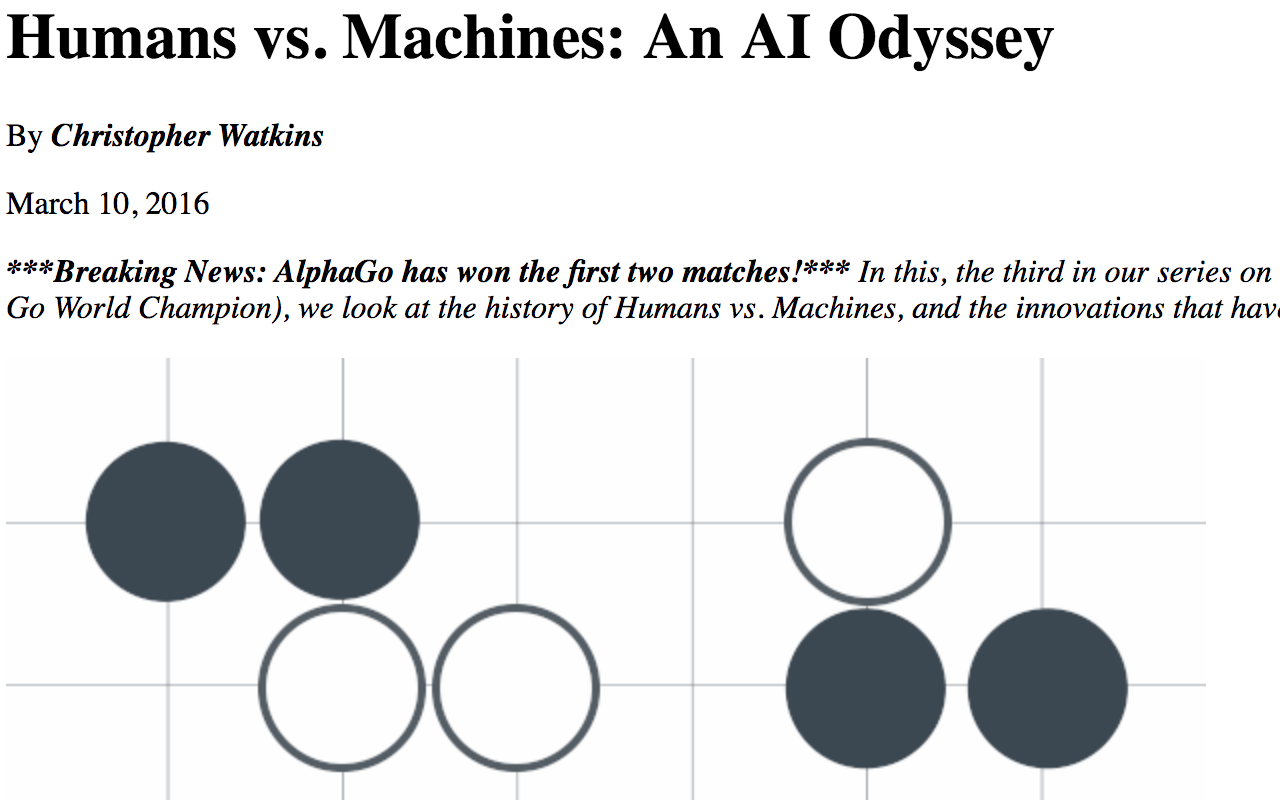 Humans vs. Machines: An AI Odyssey
By Christopher Watkins
March 10, 2016
***Breaking News: AlphaGo has won the first two matches!*** In this, the third in our series on
Go World Champion), we look at the history of Humans vs. Machines, and the innovations that have